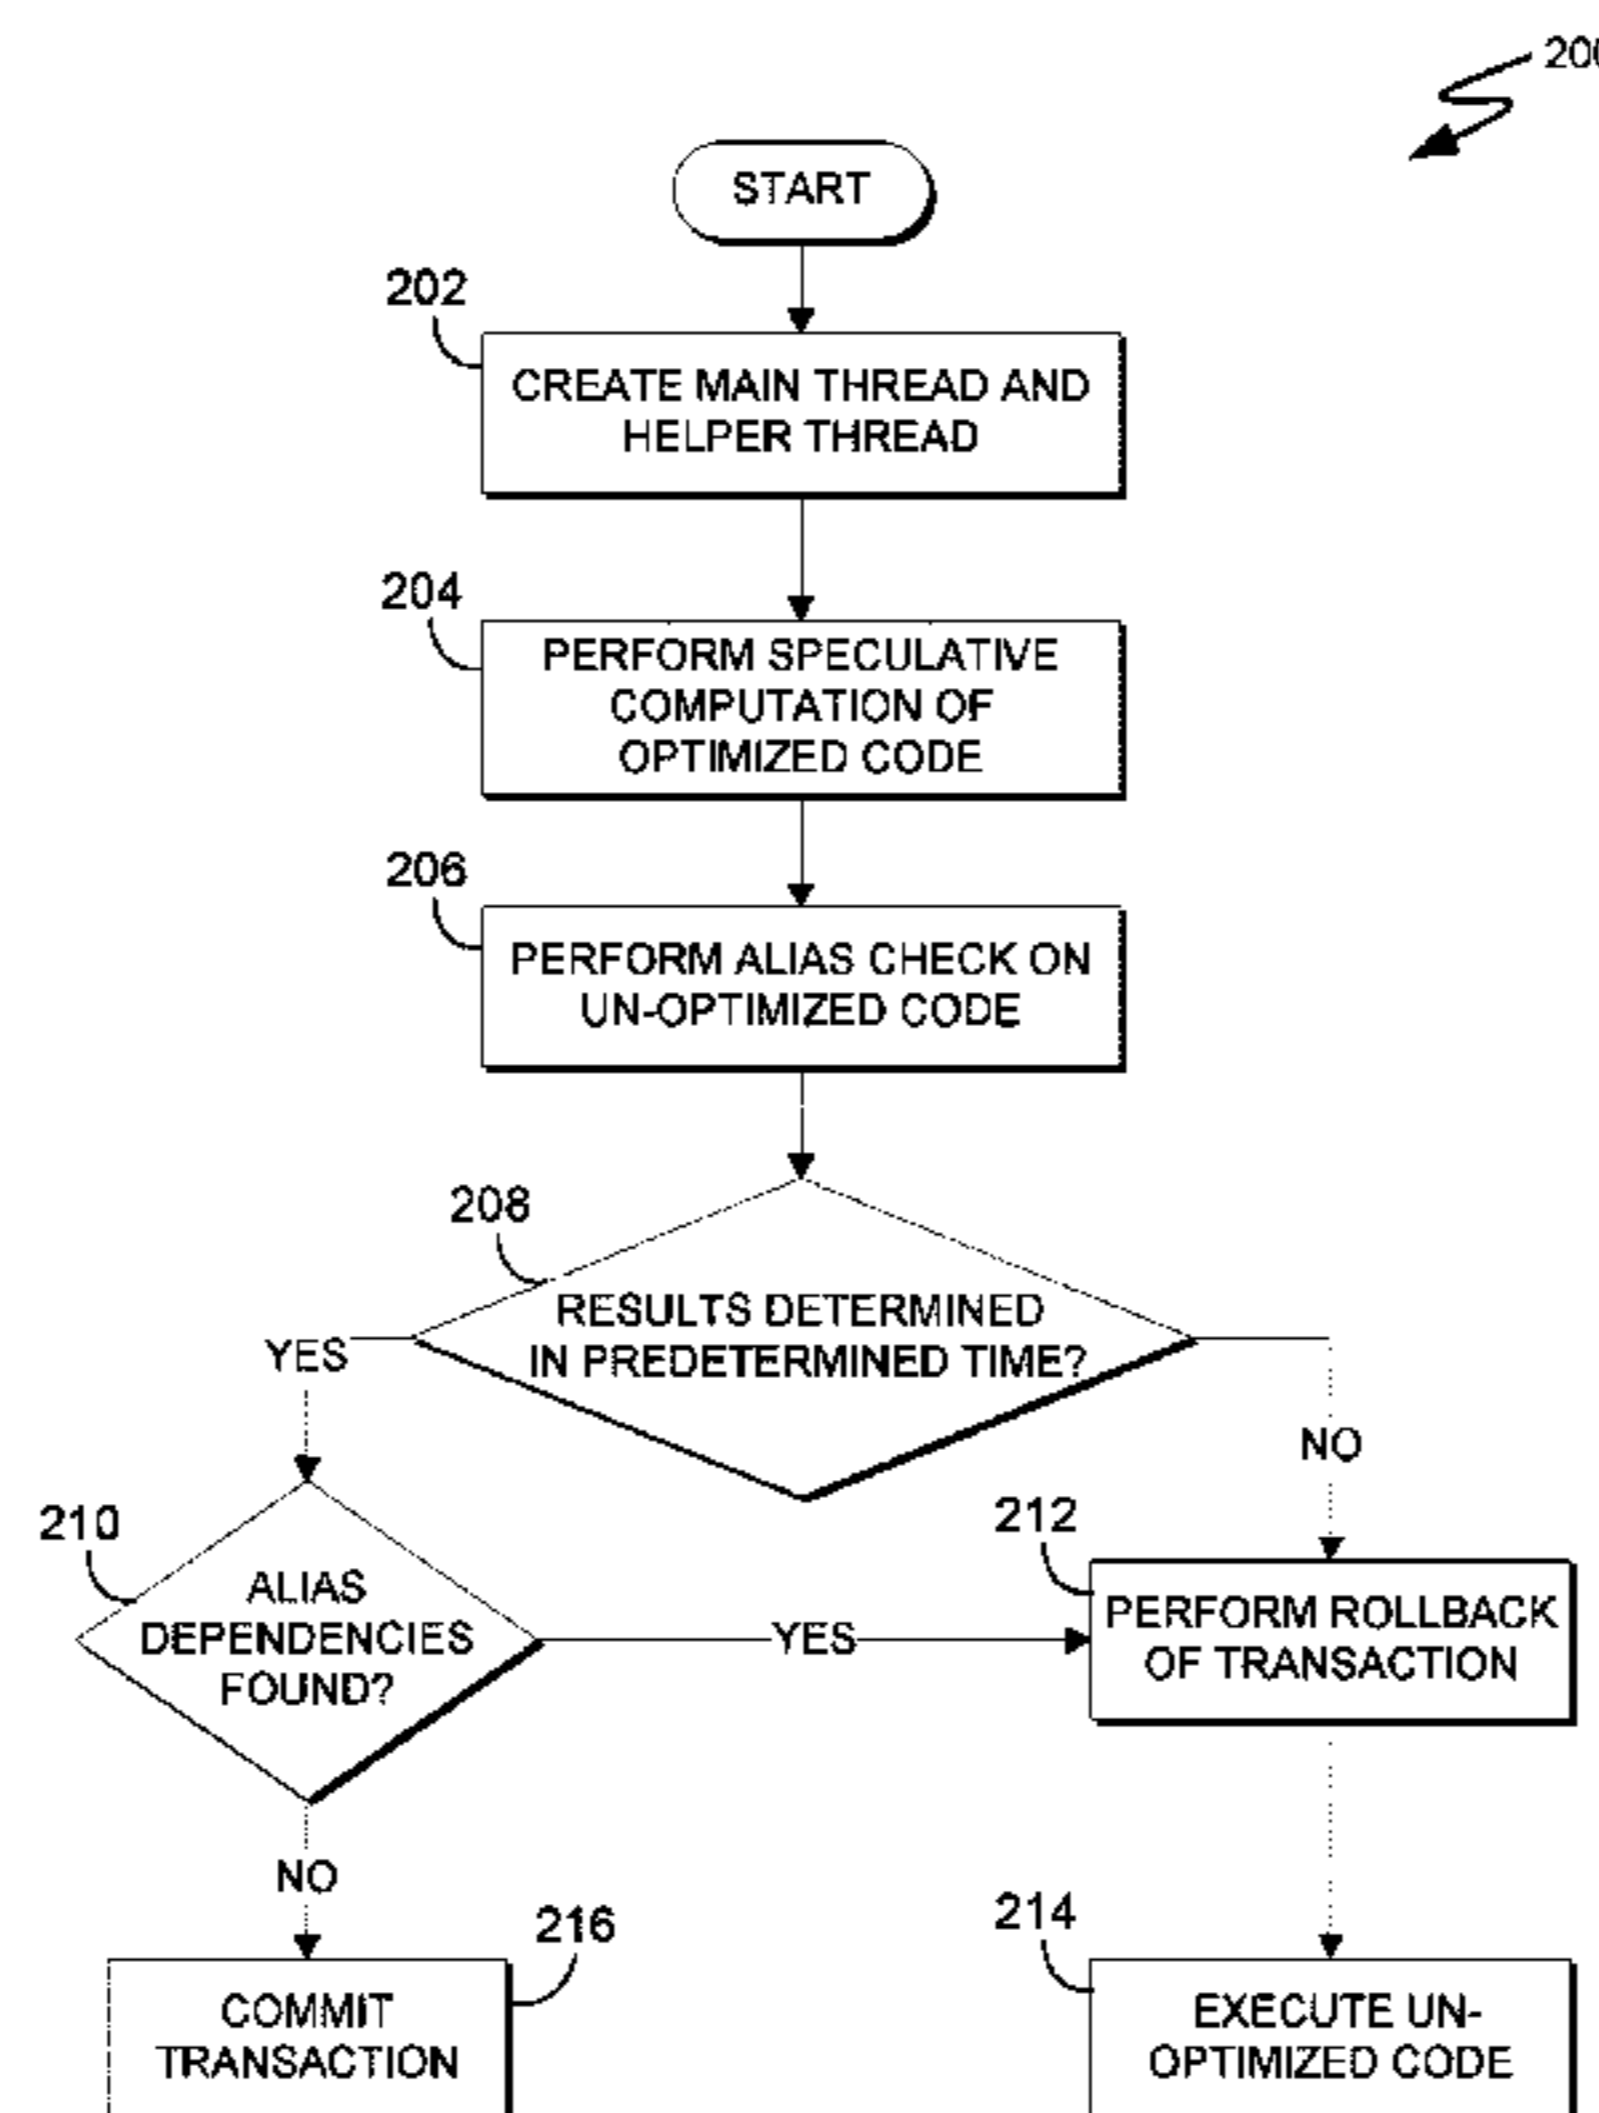 200
START
202
CREATE MAIN THREAD AND
HELPER THREAD
204
PERFORM SPECULATIVE
COMPUTATION OF
OPTIMIZED CODE
206
PERFORM ALIAS CHECK ON
UN-OPTIMIZED CODE
208
RESULTS DETERMINED
IN PREDETERMINED TIME?
YES
NO
210
ALIAS
DEPENDENCIES
FOUND?
YES
212
PERFORM ROLLBACK
OF TRANSACTION
NO
216
COMMIT
TRANSACTION
214
EXECUTE UN-
OPTIMIZED CODE